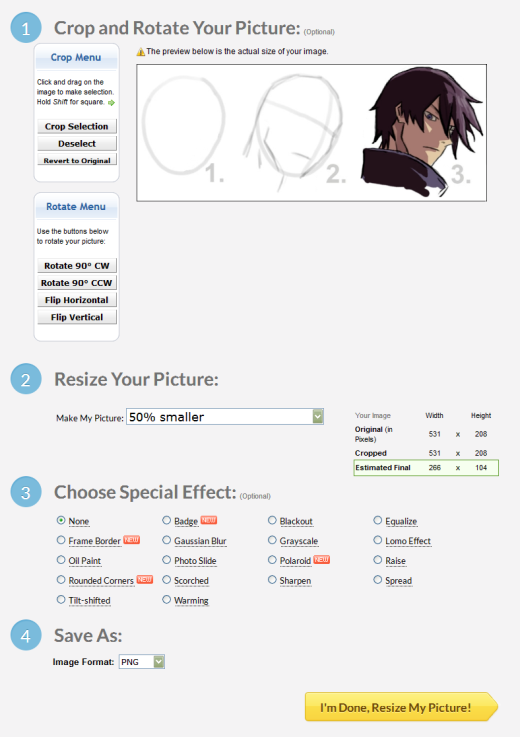 1 Crop and Rotate Your Picture: (Optional)
Crop Menu
Click and drag on the
image to make selection.
Hold Shift for square.
Crop Selection
Deselect
Revert to Original
The preview below is the actual size of your image.
1. 2. 3.
Rotate Menu
Use the buttons below
to rotate your picture:
Rotate 90° CW
Rotate 90° CCW
Flip Horizontal
Flip Vertical
2 Resize Your Picture:
Make My Picture: 50% smaller
Your Image Width Height
Original (in
Pixels) 531 x 208
Cropped 531 x 208
Estimated Final 266 x 104
3 Choose Special Effect: (Optional)
None Badge NEW Blackout Equalize
Frame Border NEW Gaussian Blur Grayscale Lomo Effect
Oil Paint Photo Slide Polaroid NEW Raise
Rounded Corners NEW Scorched Sharpen Spread
Tilt-shifted Warming
4 Save As:
Image Format: PNG
I'm Done, Resize My Picture!